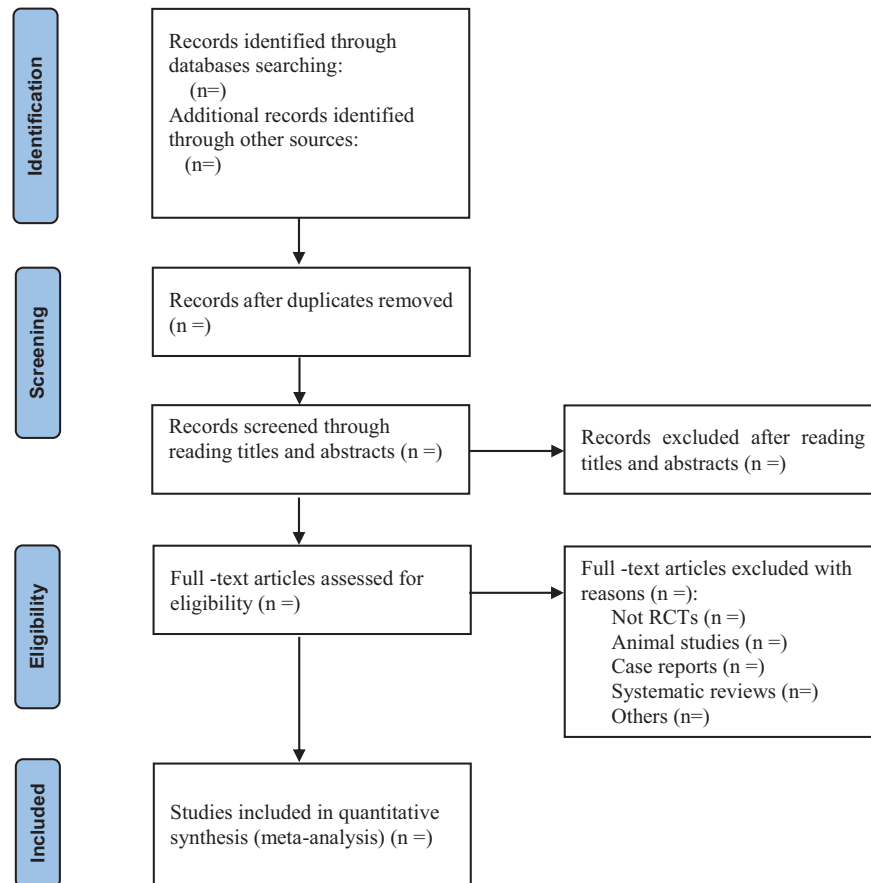 Identification
Records identified through
databases searching:
(n=)
Additional records identified
through other sources:
(n=)
Screening
Records after duplicates removed
(n =)
Records screened through
reading titles and abstracts (n =)
Records excluded after reading
titles and abstracts (n =)
Eligibility
Full -text articles assessed for
eligibility (n =)
Full -text articles excluded with
reasons (n =):
Not RCTs (n =)
Animal studies (n =)
Case reports (n =)
Systematic reviews (n=)
Others (n=)
Included
Studies included in quantitative
synthesis (meta-analysis) (n =)